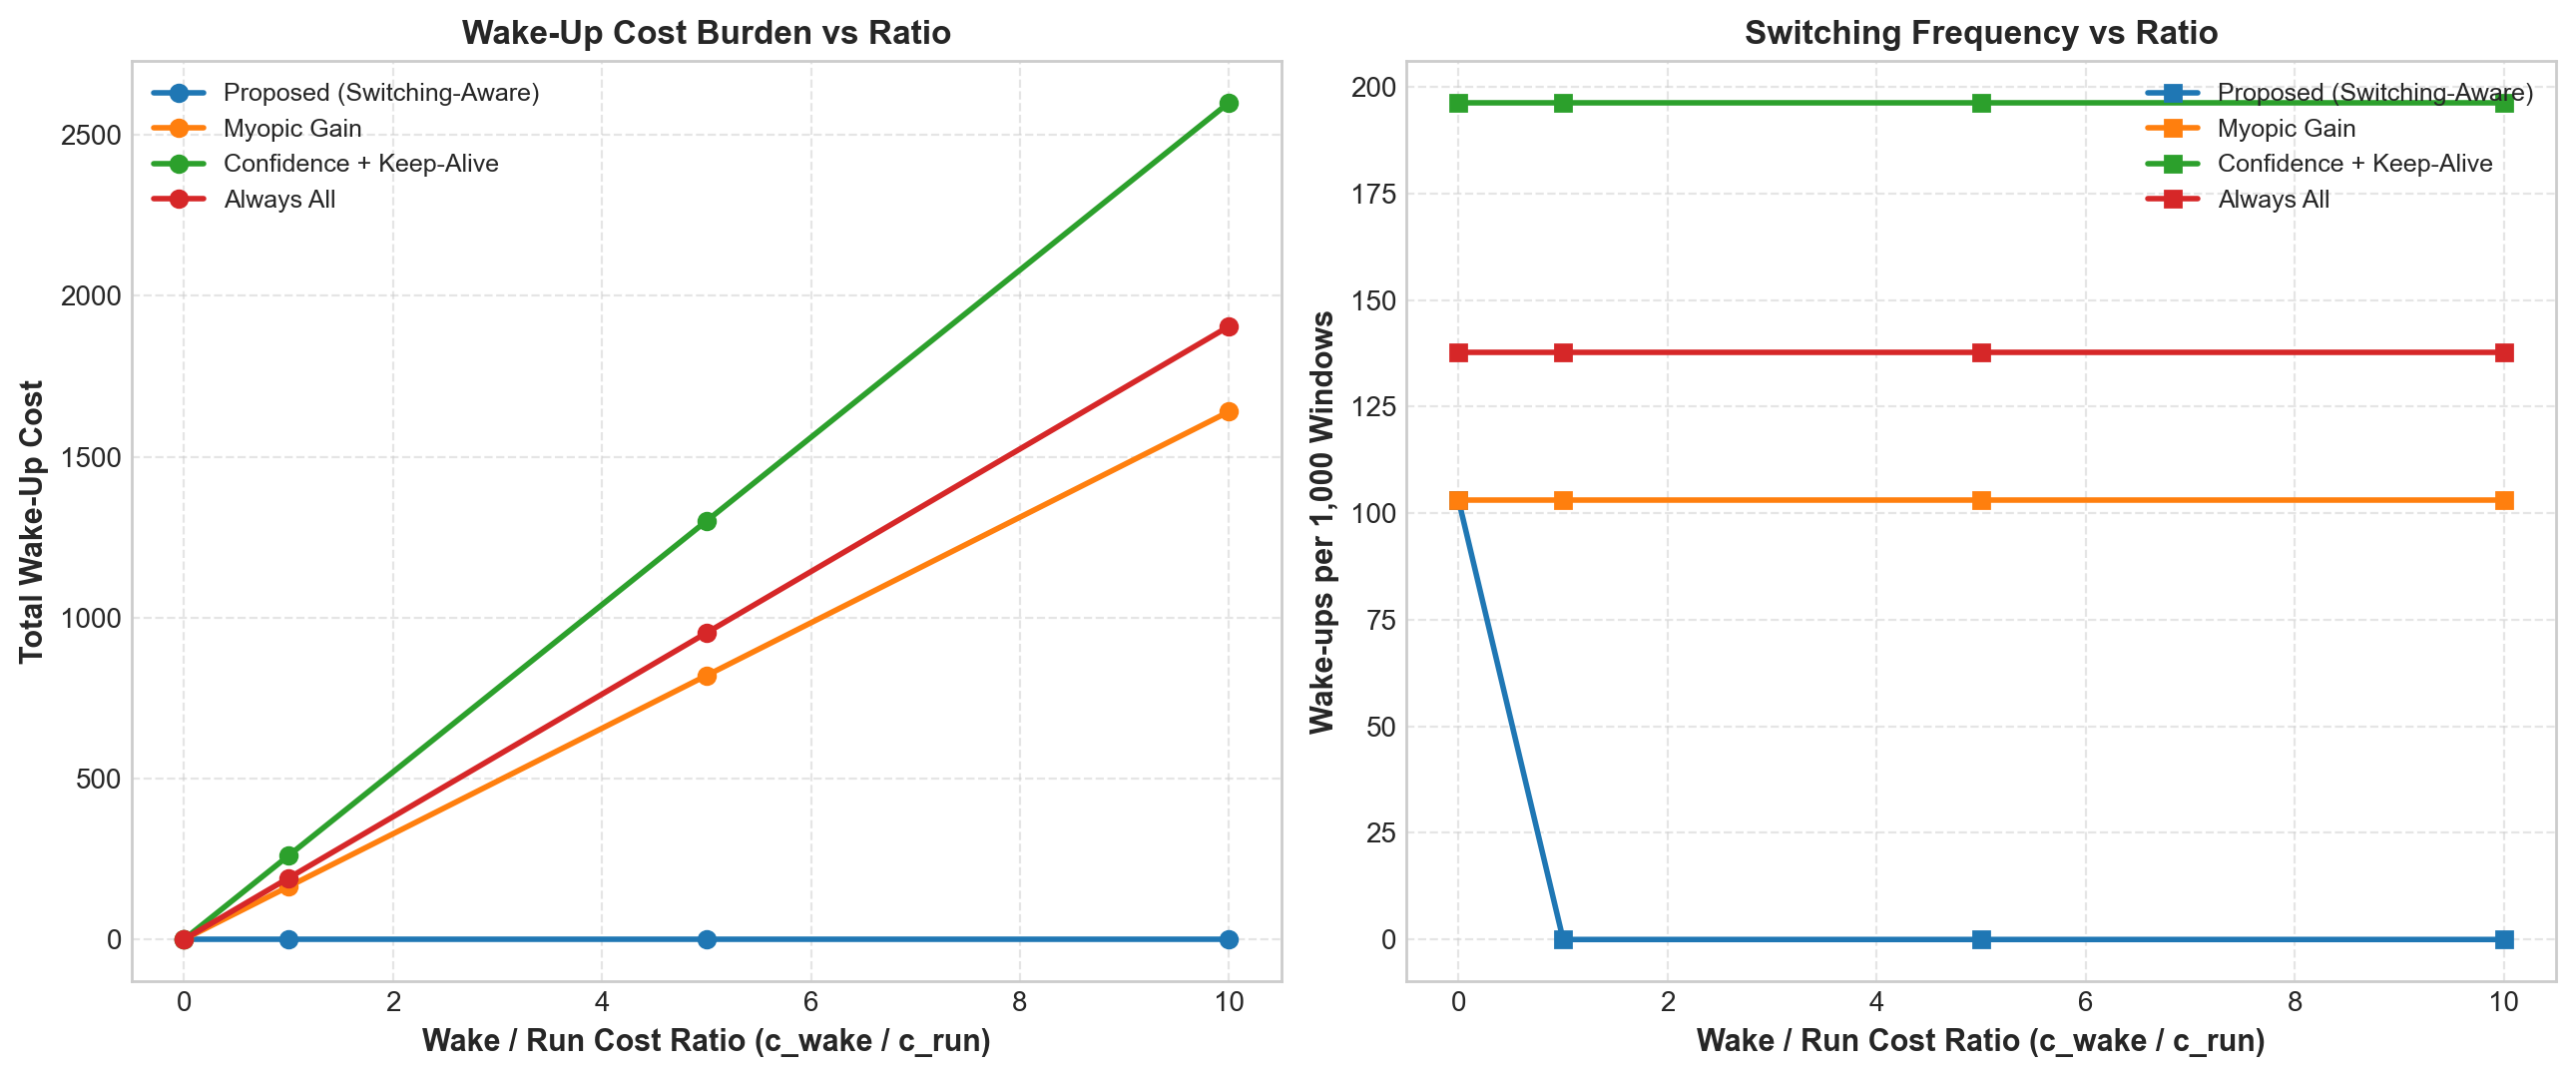 Wake-Up Cost Burden vs Ratio
Proposed (Switching-Aware)
Myopic Gain
Confidence + Keep-Alive
Always All
Total Wake-Up Cost
2500
2000
1500
1000
500
0
0 2 4 6 8 10
Wake / Run Cost Ratio (c_wake / c_run)
Switching Frequency vs Ratio
Proposed (Switching-Aware)
Myopic Gain
Confidence + Keep-Alive
Always All
Wake-ups per 1,000 Windows
200
175
150
125
100
75
50
25
0
0 2 4 6 8 10
Wake / Run Cost Ratio (c_wake / c_run)